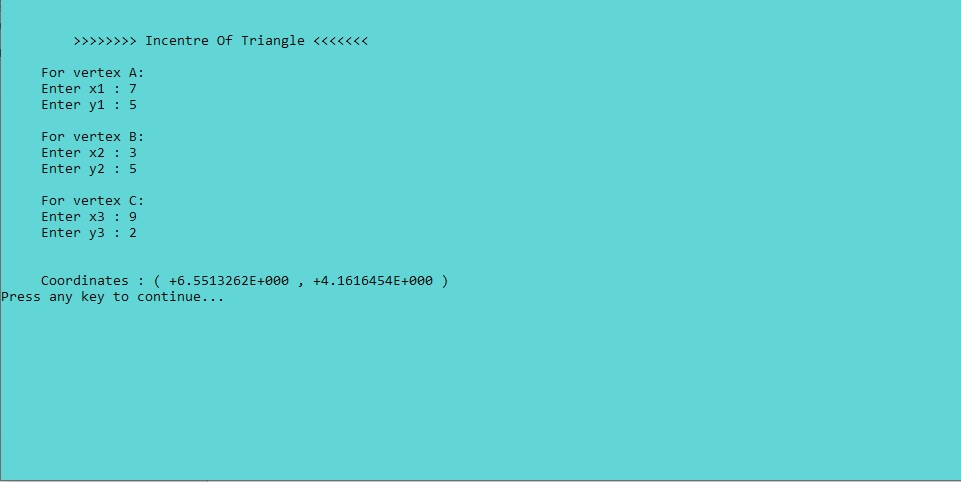 >>>>>>>> Incentre Of Triangle <<<<<<<
For vertex A:
Enter x1 : 7
Enter y1 : 5
For vertex B:
Enter x2 : 3
Enter y2 : 5
For vertex C:
Enter x3 : 9
Enter y3 : 2
Coordinates : ( +6.5513262E+000 , +4.1616454E+000 )
Press any key to continue...